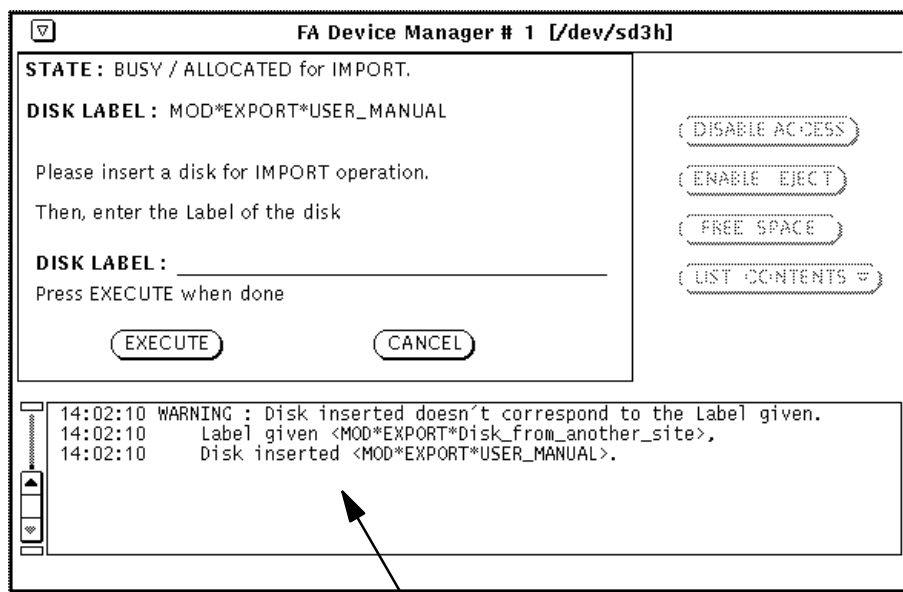 FA Device Manager # 1 [/dev/sd3h]
STATE : BUSY / ALLOCATED for IMPORT.
DISK LABEL : MOD*EXPORT*USER_MANUAL
Please insert a disk for IMPORT operation.
Then, enter the Label of the disk
DISK LABEL :
Press EXECUTE when done
EXECUTE
CANCEL
DISABLE ACCESS
ENABLE EJECT
FREE SPACE
LIST CONTENTS
14:02:10 WARNING : Disk inserted doesn´t correspond to the Label given.
14:02:10 Label given <MOD*EXPORT*Disk_from_another_site>,
14:02:10 Disk inserted <MOD*EXPORT*USER_MANUAL>.